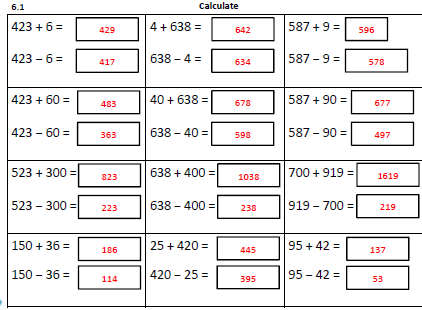 6.1 Calculate
423 + 6 = 429 4 + 638 = 642 587 + 9 = 596
423 – 6 = 417 638 – 4 = 634 587 – 9 = 578
423 + 60 = 483 40 + 638 = 678 587 + 90 = 677
423 – 60 = 363 638 – 40 = 598 587 – 90 = 497
523 + 300 = 823 638 + 400 = 1038 700 + 919 = 1619
523 – 300 = 223 638 – 400 = 238 919 – 700 = 219
150 + 36 = 186 25 + 420 = 445 95 + 42 = 137
150 – 36 = 114 420 – 25 = 395 95 – 42 = 53